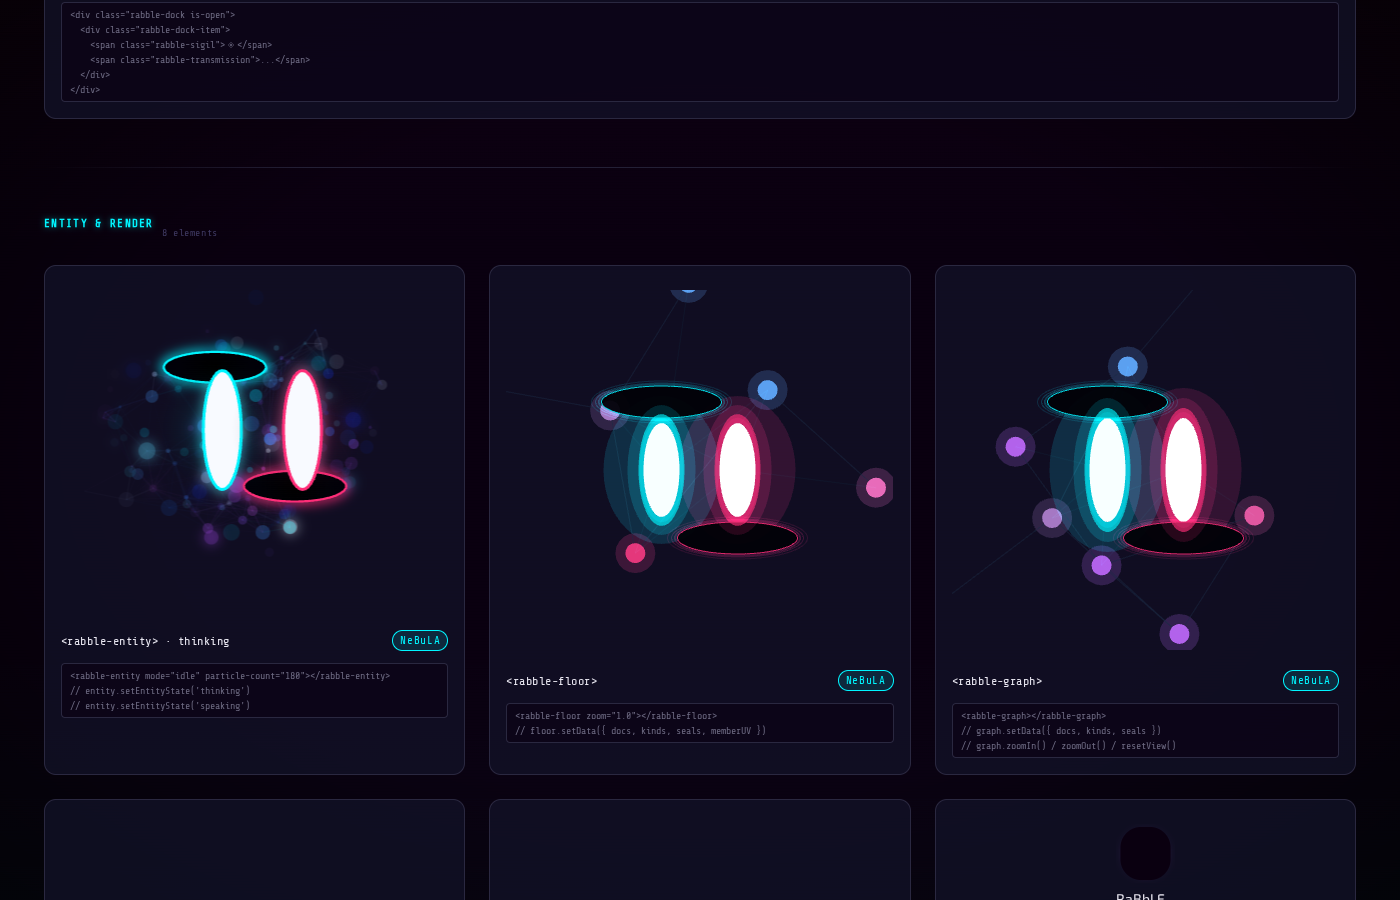 <div class="rabble-dock is-open">
<div class="rabble-dock-item">
<span class="rabble-sigil">◈</span>
<span class="rabble-transmission">...</span>
</div>
</div>
ENTITY & RENDER
8 elements
<rabble-entity> · thinking
NeBuLA
<rabble-entity mode="idle" particle-count="180"></rabble-entity>
// entity.setEntityState('thinking')
// entity.setEntityState('speaking')
<rabble-floor>
NeBuLA
<rabble-floor zoom="1.0"></rabble-floor>
// floor.setData({ docs, kinds, seals, memberUV })
<rabble-graph>
NeBuLA
<rabble-graph></rabble-graph>
// graph.setData({ docs, kinds, seals })
// graph.zoomIn() / zoomOut() / resetView()
RaBbLE